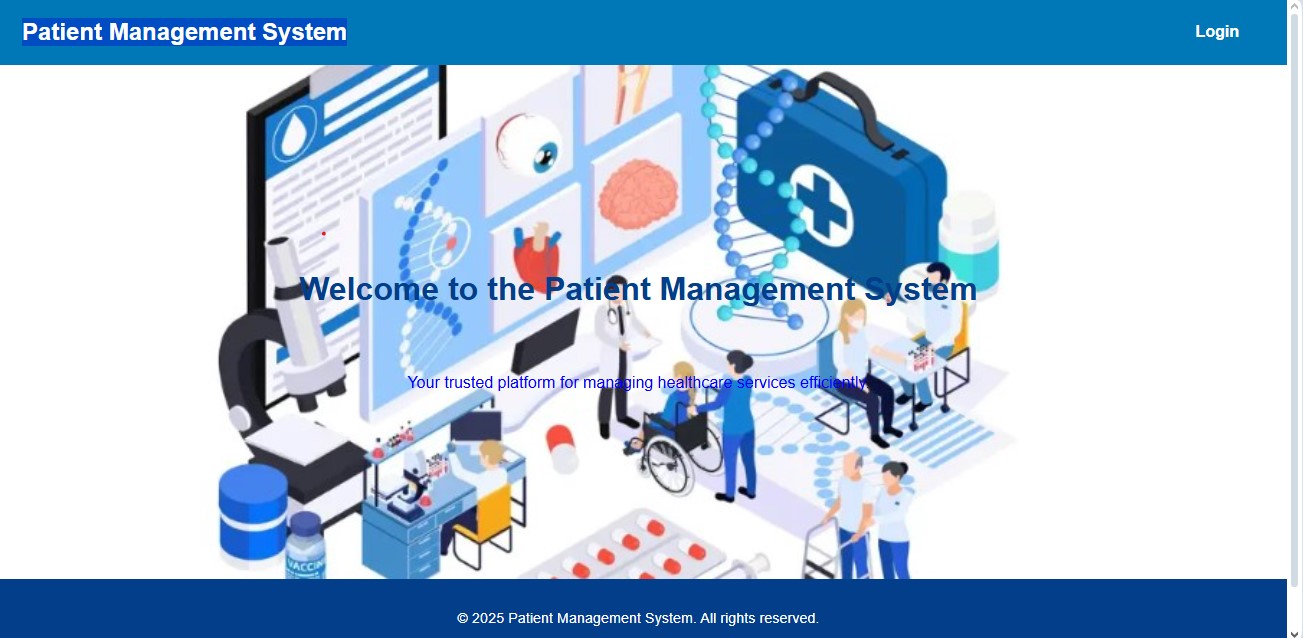 Patient Management System
Login
Welcome to the Patient Management System
Your trusted platform for managing healthcare services efficiently.
VACCIN
© 2025 Patient Management System. All rights reserved.